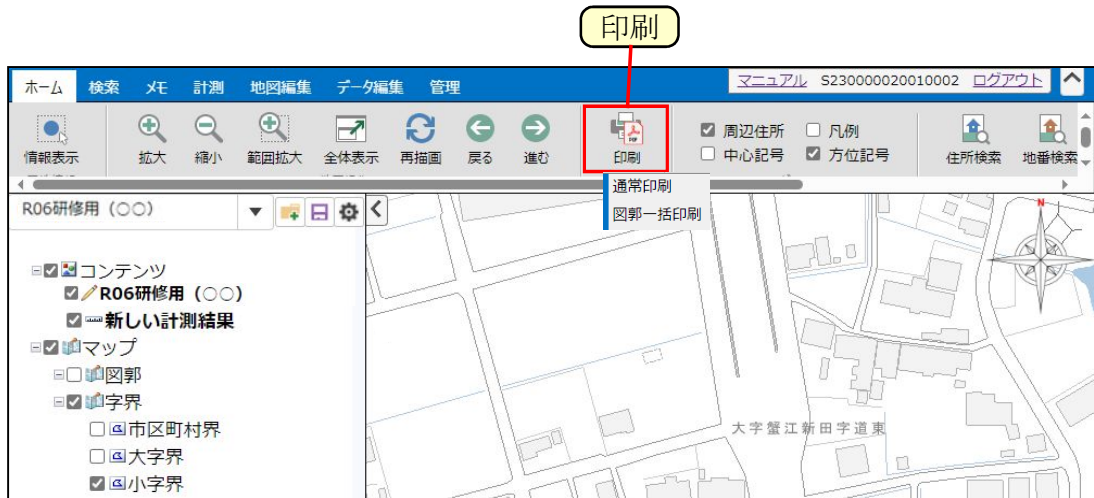 印刷
ホーム 検索 メモ 計測 地図編集 データ編集 管理 マニュアル S230000020010002 ログアウト
情報表示 拡大 縮小 範囲拡大 全体表示 再描画 戻る 進む 印刷
周辺住所 凡例
中心記号 方位記号
住所検索 地番検索
通常印刷
図郭一括印刷
R06研修用(〇〇)
コンテンツ
R06研修用(〇〇)
新しい計測結果
マップ
図郭
字界
市区町村界
大字界
小字界
N
大字蟹江新田字道東